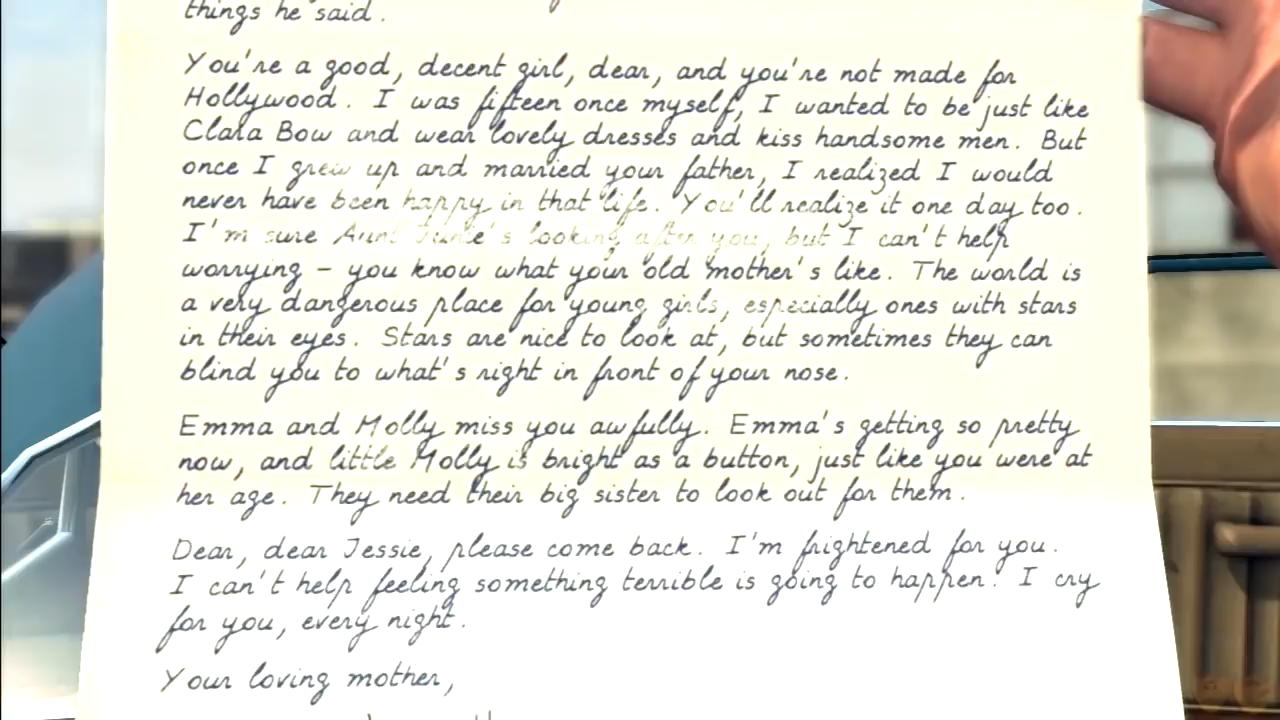 things he said.
You're a good, decent girl, dear, and you're not made for
Hollywood. I was fifteen once myself, I wanted to be just like
Clara Bow and wear lovely dresses and kiss handsome men. But
once I grew up and married your father, I realized I would
never have been happy in that life. You'll realize it one day too.
I'm sure Aunt Junie's looking after you, but I can't help
worrying - you know what your old mother's like. The world is
a very dangerous place for young girls, especially ones with stars
in their eyes. Stars are nice to look at, but sometimes they can
blind you to what's right in front of your nose.
Emma and Molly miss you awfully. Emma's getting so pretty
now, and little Molly is bright as a button, just like you were at
her age. They need their big sister to look out for them.
Dear, dear Jessie, please come back. I'm frightened for you.
I can't help feeling something terrible is going to happen. I cry
for you, every night.
Your loving mother,